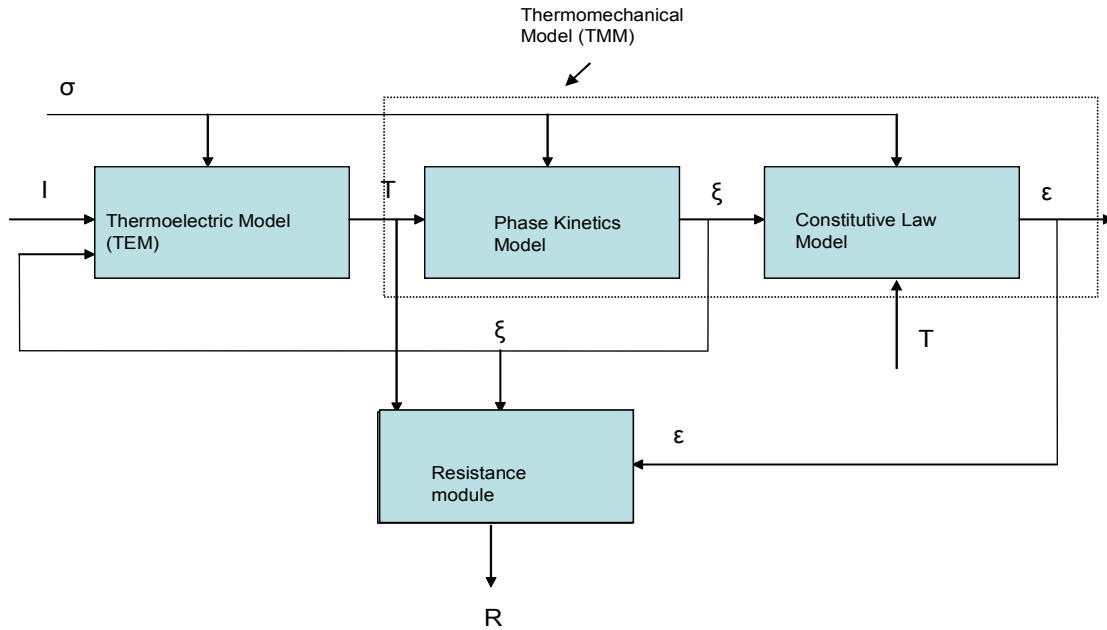 Thermomechanical
Model (TMM)
σ
I
Thermoelectric Model
(TEM)
T
Phase Kinetics
Model
ξ
Constitutive Law
Model
ε
T
ξ
ε
Resistance
module
R